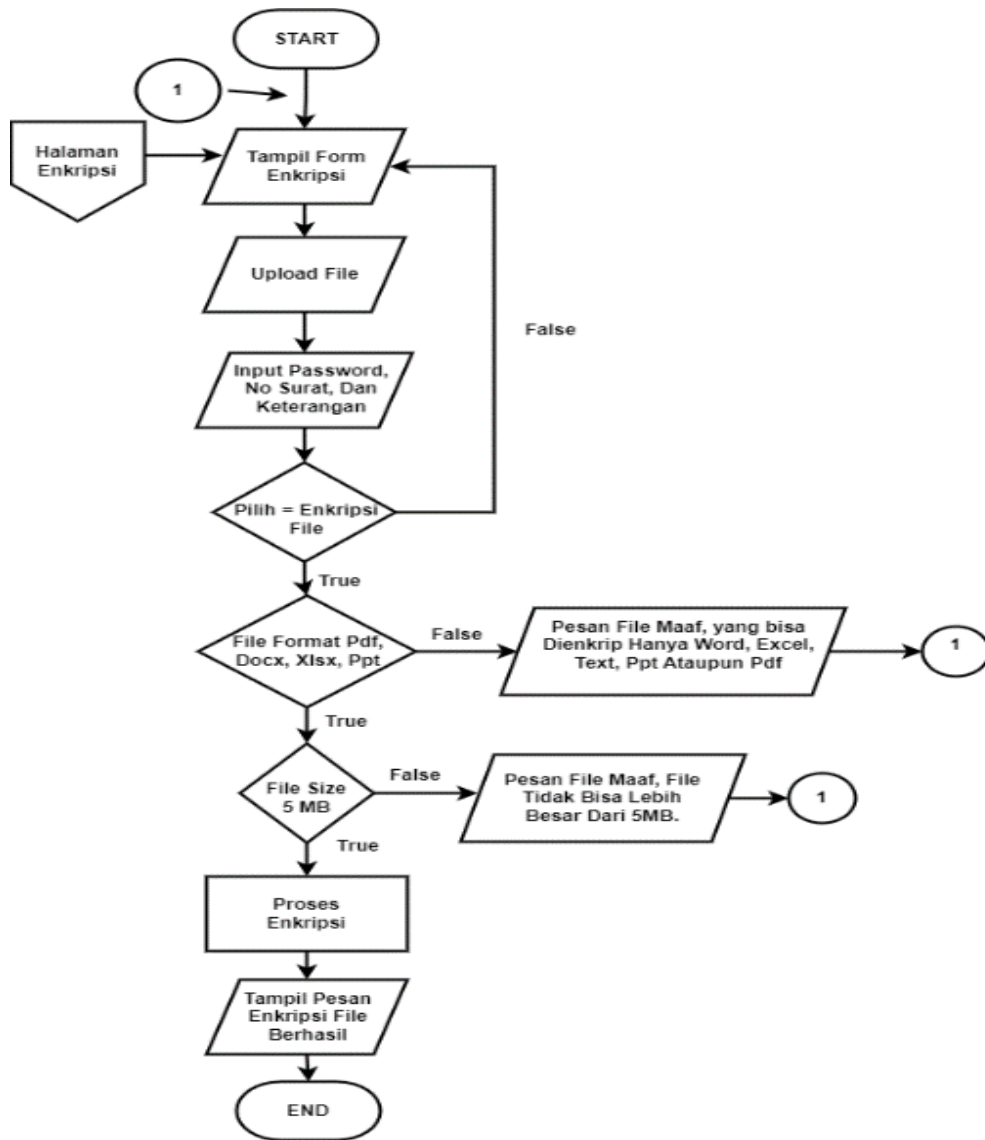 START
1
Halaman
Enkripsi
Tampil Form
Enkripsi
Upload File
False
Input Password,
No Surat, Dan
Keterangan
Pilih = Enkripsi
File
True
File Format Pdf,
Docx, Xlsx, Ppt
False
Pesan File Maaf, yang bisa
Dienkrip Hanya Word, Excel,
Text, Ppt Ataupun Pdf
1
True
File Size
5 MB
False
Pesan File Maaf, File
Tidak Bisa Lebih
Besar Dari 5MB.
1
True
Proses
Enkripsi
Tampil Pesan
Enkripsi File
Berhasil
END